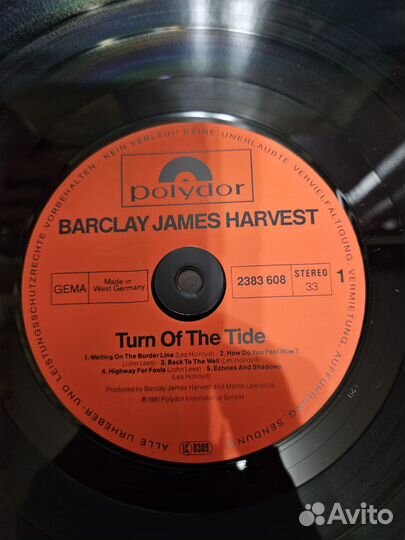 ALLE URHEBER- UND LEISTUNGSSCHUTZRECHTE VORBEHALTEN · KEIN VERLEIH! KEINE UNERLAUBTE VERVIELFÄLTIGUNG, VERMIETUNG, AUFFÜHRUNG, SENDUNG
polydor
BARCLAY JAMES HARVEST
GEMA
Made in
West Germany
2383 608
STEREO
33
1
Turn Of The Tide
1. Waiting On The Border Line (Les Holroyd) · 2. How Do You Feel Now?
(John Lees) · 3. Back To The Wall (Les Holroyd)
4. Highway For Fools (John Lees) · 5. Echoes And Shadows
(Les Holroyd)
Produced by Barclay James Harvest and Martin Lawrence
℗ 1981 Polydor International GmbH
LC 0309
Avito